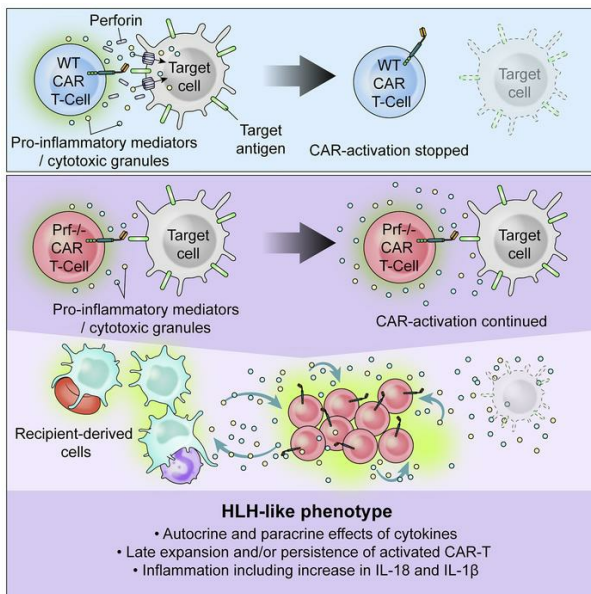 Perforin
WT
CAR
T-Cell
Target
cell
Pro-inflammatory mediators
/ cytotoxic granules
Target
antigen
WT
CAR
T-Cell
Target
cell
CAR-activation stopped
Prf-/-
CAR
T-Cell
Target
cell
Pro-inflammatory mediators
/ cytotoxic granules
Prf-/-
CAR
T-Cell
Target
cell
CAR-activation continued
Recipient-derived
cells
HLH-like phenotype
• Autocrine and paracrine effects of cytokines
• Late expansion and/or persistence of activated CAR-T
• Inflammation including increase in IL-18 and IL-1β